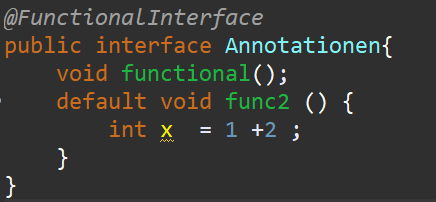 @FunctionalInterface
public interface Annotationen{
    void functional();
    default void func2 () {
        int x  = 1 +2 ;
    }
}